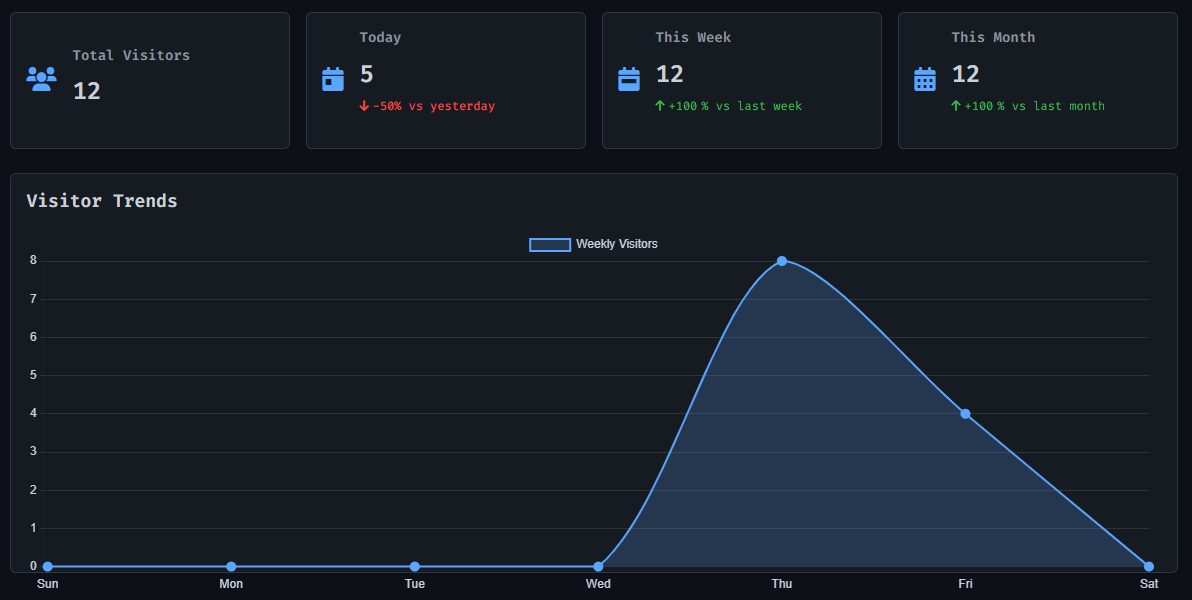 Total Visitors
12
Today
5
-50% vs yesterday
This Week
12
+100 % vs last week
This Month
12
+100 % vs last month
Visitor Trends
Weekly Visitors
8
7
6
5
4
3
2
1
0
Sun Mon Tue Wed Thu Fri Sat